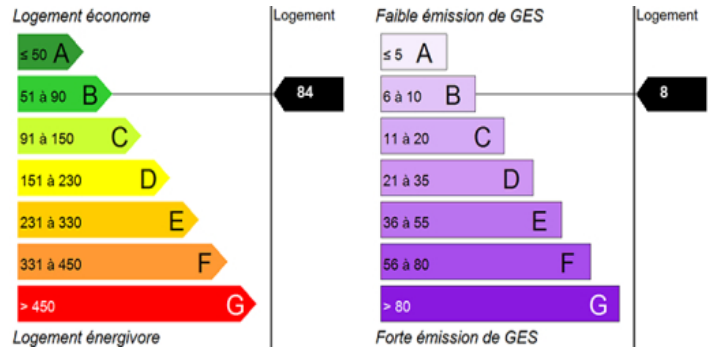 Logement économe
Logement
≤ 50 A
51 à 90 B
84
91 à 150 C
151 à 230 D
231 à 330 E
331 à 450 F
> 450 G
Logement énergivore
Faible émission de GES
Logement
≤ 5 A
6 à 10 B
8
11 à 20 C
21 à 35 D
36 à 55 E
56 à 80 F
> 80 G
Forte émission de GES